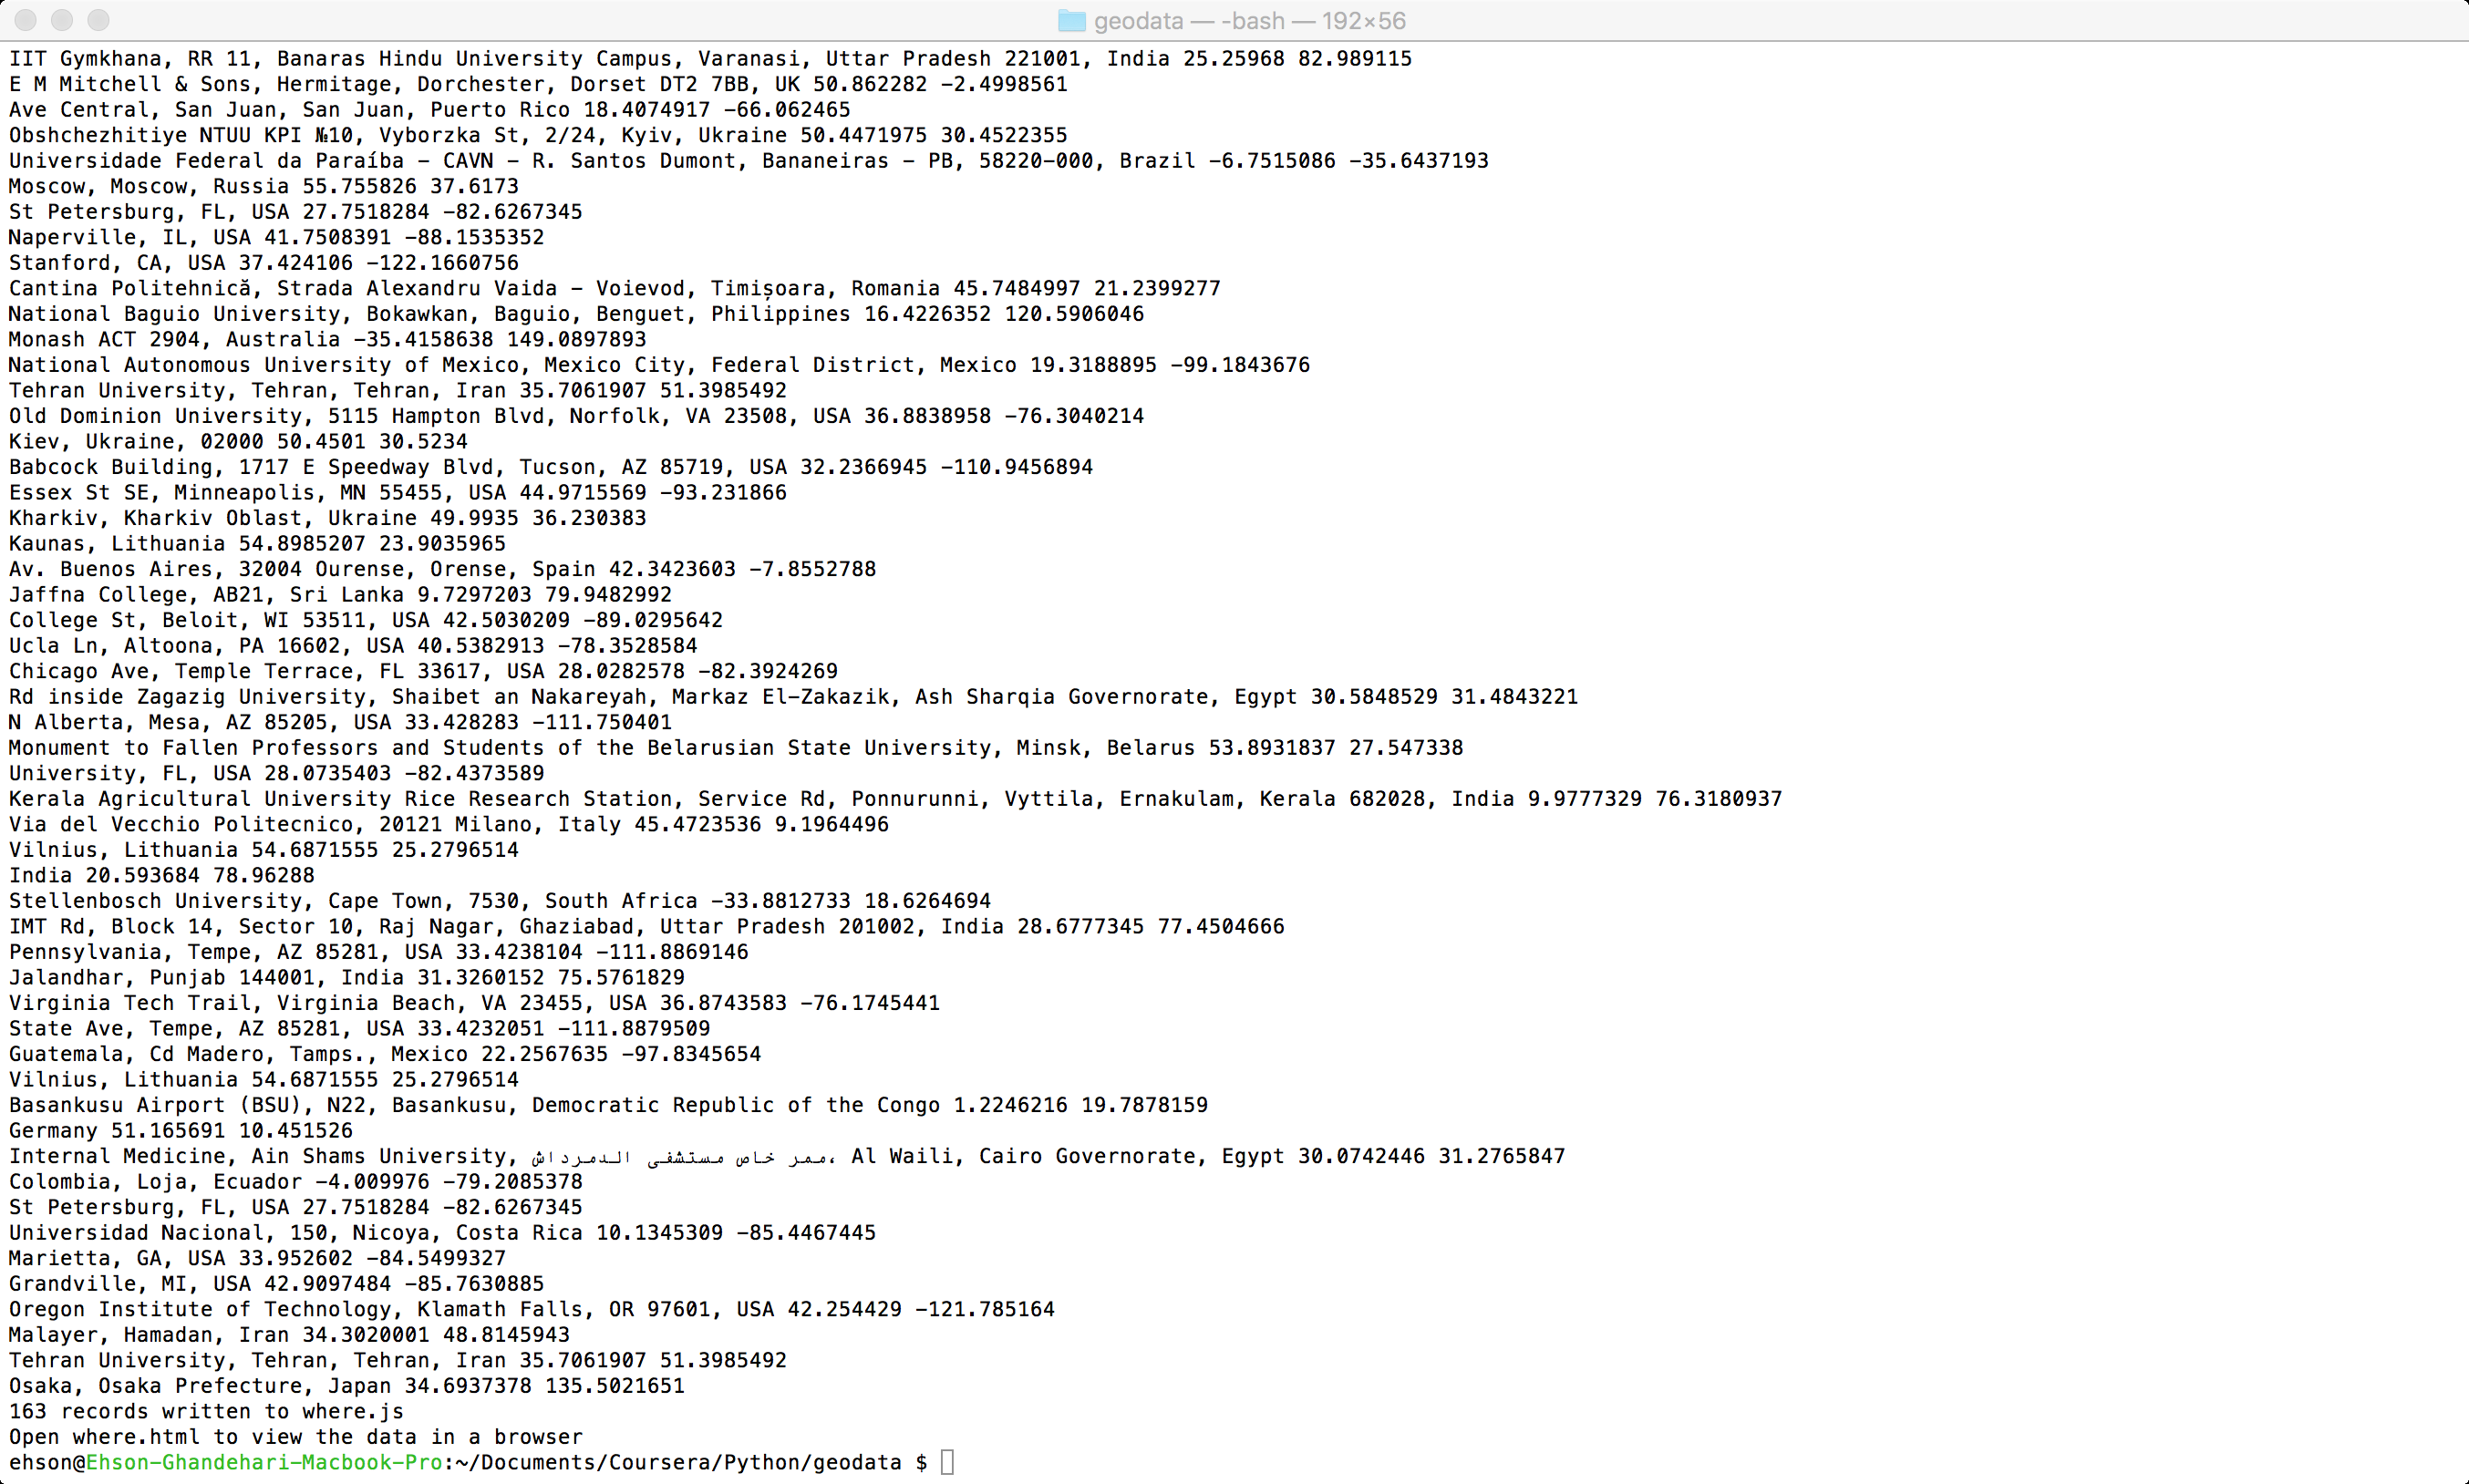 geodata — -bash — 192×56
IIT Gymkhana, RR 11, Banaras Hindu University Campus, Varanasi, Uttar Pradesh 221001, India 25.25968 82.989115
E M Mitchell & Sons, Hermitage, Dorchester, Dorset DT2 7BB, UK 50.862282 -2.4998561
Ave Central, San Juan, San Juan, Puerto Rico 18.4074917 -66.062465
Obshchezhitiye NTUU KPI №10, Vyborzka St, 2/24, Kyiv, Ukraine 50.4471975 30.4522355
Universidade Federal da Paraíba - CAVN - R. Santos Dumont, Bananeiras - PB, 58220-000, Brazil -6.7515086 -35.6437193
Moscow, Moscow, Russia 55.755826 37.6173
St Petersburg, FL, USA 27.7518284 -82.6267345
Naperville, IL, USA 41.7508391 -88.1535352
Stanford, CA, USA 37.424106 -122.1660756
Cantina Politehnică, Strada Alexandru Vaida - Voievod, Timișoara, Romania 45.7484997 21.2399277
National Baguio University, Bokawkan, Baguio, Benguet, Philippines 16.4226352 120.5906046
Monash ACT 2904, Australia -35.4158638 149.0897893
National Autonomous University of Mexico, Mexico City, Federal District, Mexico 19.3188895 -99.1843676
Tehran University, Tehran, Tehran, Iran 35.7061907 51.3985492
Old Dominion University, 5115 Hampton Blvd, Norfolk, VA 23508, USA 36.8838958 -76.3040214
Kiev, Ukraine, 02000 50.4501 30.5234
Babcock Building, 1717 E Speedway Blvd, Tucson, AZ 85719, USA 32.2366945 -110.9456894
Essex St SE, Minneapolis, MN 55455, USA 44.9715569 -93.231866
Kharkiv, Kharkiv Oblast, Ukraine 49.9935 36.230383
Kaunas, Lithuania 54.8985207 23.9035965
Av. Buenos Aires, 32004 Ourense, Orense, Spain 42.3423603 -7.8552788
Jaffna College, AB21, Sri Lanka 9.7297203 79.9482992
College St, Beloit, WI 53511, USA 42.5030209 -89.0295642
Ucla Ln, Altoona, PA 16602, USA 40.5382913 -78.3528584
Chicago Ave, Temple Terrace, FL 33617, USA 28.0282578 -82.3924269
Rd inside Zagazig University, Shaibet an Nakareyah, Markaz El-Zakazik, Ash Sharqia Governorate, Egypt 30.5848529 31.4843221
N Alberta, Mesa, AZ 85205, USA 33.428283 -111.750401
Monument to Fallen Professors and Students of the Belarusian State University, Minsk, Belarus 53.8931837 27.547338
University, FL, USA 28.0735403 -82.4373589
Kerala Agricultural University Rice Research Station, Service Rd, Ponnurunni, Vyttila, Ernakulam, Kerala 682028, India 9.9777329 76.3180937
Via del Vecchio Politecnico, 20121 Milano, Italy 45.4723536 9.1964496
Vilnius, Lithuania 54.6871555 25.2796514
India 20.593684 78.96288
Stellenbosch University, Cape Town, 7530, South Africa -33.8812733 18.6264694
IMT Rd, Block 14, Sector 10, Raj Nagar, Ghaziabad, Uttar Pradesh 201002, India 28.6777345 77.4504666
Pennsylvania, Tempe, AZ 85281, USA 33.4238104 -111.8869146
Jalandhar, Punjab 144001, India 31.3260152 75.5761829
Virginia Tech Trail, Virginia Beach, VA 23455, USA 36.8743583 -76.1745441
State Ave, Tempe, AZ 85281, USA 33.4232051 -111.8879509
Guatemala, Cd Madero, Tamps., Mexico 22.2567635 -97.8345654
Vilnius, Lithuania 54.6871555 25.2796514
Basankusu Airport (BSU), N22, Basankusu, Democratic Republic of the Congo 1.2246216 19.7878159
Germany 51.165691 10.451526
Internal Medicine, Ain Shams University, ممر خاص مستشفى الدمرداش، Al Waili, Cairo Governorate, Egypt 30.0742446 31.2765847
Colombia, Loja, Ecuador -4.009976 -79.2085378
St Petersburg, FL, USA 27.7518284 -82.6267345
Universidad Nacional, 150, Nicoya, Costa Rica 10.1345309 -85.4467445
Marietta, GA, USA 33.952602 -84.5499327
Grandville, MI, USA 42.9097484 -85.7630885
Oregon Institute of Technology, Klamath Falls, OR 97601, USA 42.254429 -121.785164
Malayer, Hamadan, Iran 34.3020001 48.8145943
Tehran University, Tehran, Tehran, Iran 35.7061907 51.3985492
Osaka, Osaka Prefecture, Japan 34.6937378 135.5021651
163 records written to where.js
Open where.html to view the data in a browser
ehson@Ehson-Ghandehari-Macbook-Pro:~/Documents/Coursera/Python/geodata $